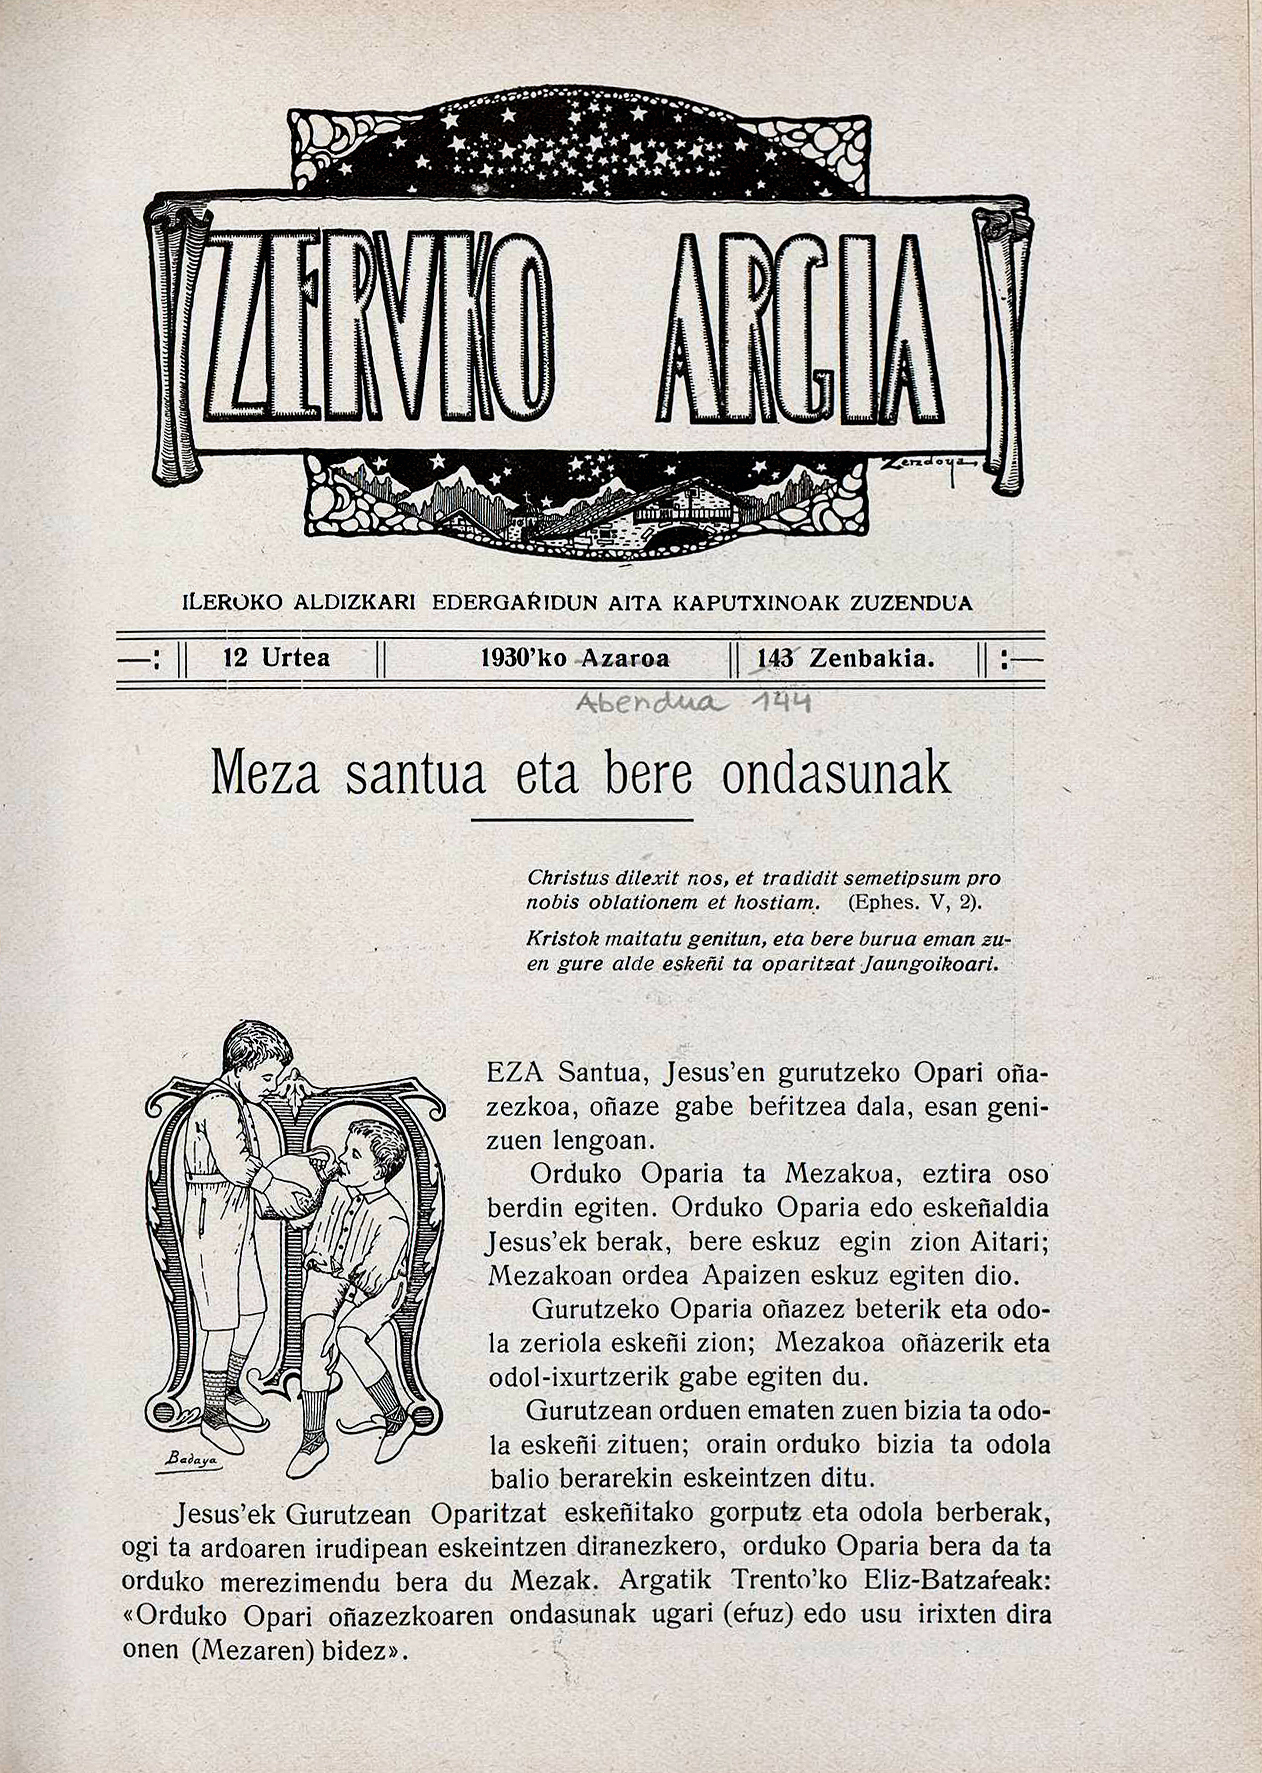 ZERVKO ARGIA
Zerdoya
ILEROKO ALDIZKARI EDERGAŔIDUN AITA KAPUTXINOAK ZUZENDUA
12 Urtea 1930'ko Azaroa 143 Zenbakia.
Abendua 144
Meza santua eta bere ondasunak
Christus dilexit nos, et tradidit semetipsum pro
nobis oblationem et hostiam. (Ephes. V, 2).
Kristok maitatu genitun, eta bere burua eman zu-
en gure alde eskeñi ta oparitzat Jaungoikoari.
EZA Santua, Jesus'en gurutzeko Opari oña-
zezkoa, oñaze gabe beŕitzea dala, esan geni-
zuen lengoan.
Orduko Oparia ta Mezakoa, eztira oso
berdin egiten. Orduko Oparia edo eskeñaldia
Jesus'ek berak, bere eskuz egin zion Aitari;
Mezakoan ordea Apaizen eskuz egiten dio.
Gurutzeko Oparia oñazez beterik eta odo-
la zeriola eskeñi zion; Mezakoa oñazerik eta
odol-ixurtzerik gabe egiten du.
Gurutzean orduen ematen zuen bizia ta odo-
la eskeñi zituen; orain orduko bizia ta odola
balio berarekin eskeintzen ditu.
Badaya
Jesus'ek Gurutzean Oparitzat eskeñitako gorputz eta odola berberak,
ogi ta ardoaren irudipean eskeintzen diranezkero, orduko Oparia bera da ta
orduko merezimendu bera du Mezak. Argatik Trento'ko Eliz-Batzaŕeak:
«Orduko Opari oñazezkoaren ondasunak ugari (eŕuz) edo usu irixten dira
onen (Mezaren) bidez».